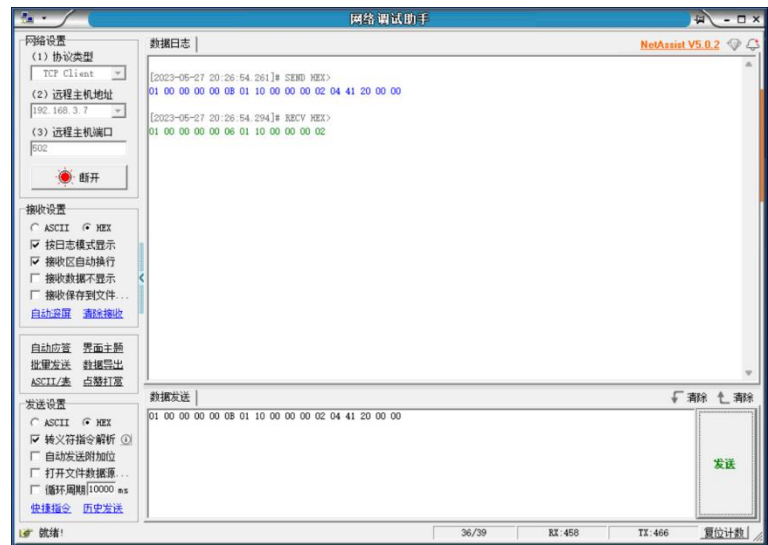 网络调试助手
网络设置
(1) 协议类型
TCP Client
(2) 远程主机地址
192.168.3.7
(3) 远程主机端口
502
断开
接收设置
ASCII HEX
按日志模式显示
接收区自动换行
接收数据不显示
接收保存到文件...
自动滚屏 清除接收
自动应答 界面主题
批量发送 数据导出
ASCII/表 点赞打赏
发送设置
ASCII HEX
转义符指令解析
自动发送附加位
打开文件数据源...
循环周期 10000 ms
快捷指令 历史发送
数据日志
NetAssist V5.0.2
[2023-05-27 20:26:54.261]# SEND HEX>
01 00 00 00 00 0B 01 10 00 00 00 02 04 41 20 00 00
[2023-05-27 20:26:54.294]# RECV HEX>
01 00 00 00 00 06 01 10 00 00 00 02
数据发送
清除 清除
01 00 00 00 00 0B 01 10 00 00 00 02 04 41 20 00 00
发送
就绪!
36/39
RX:458
TX:466
复位计数